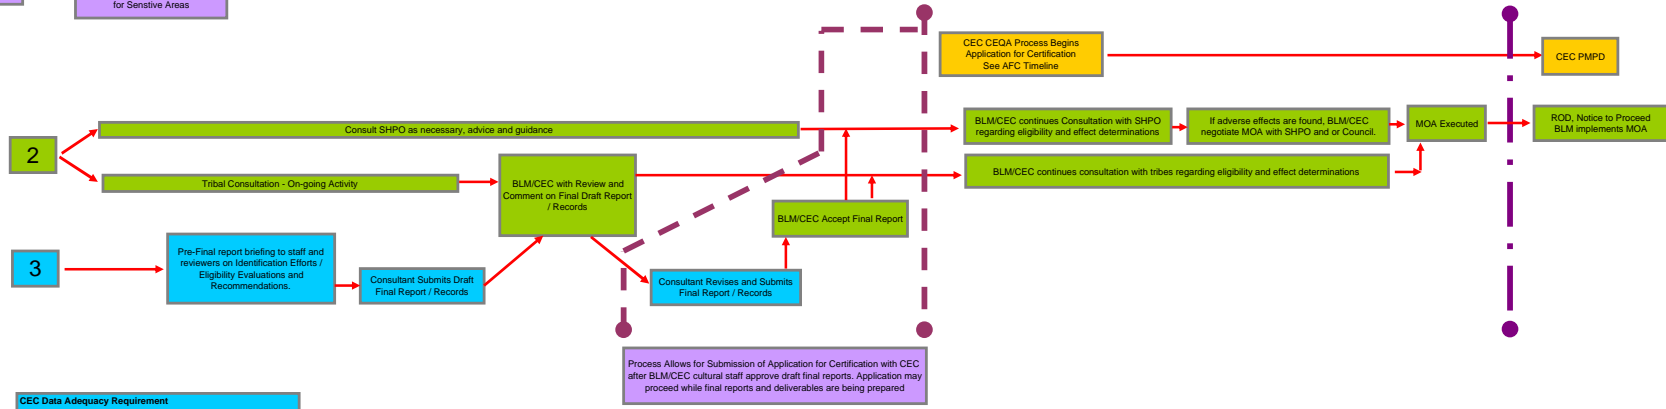 for Senstive Areas
CEC CEQA Process Begins
Application for Certification
See AFC Timeline
CEC PMPD
2
Consult SHPO as necessary, advice and guidance
BLM/CEC continues Consultation with SHPO
regarding eligibility and effect determinations
If adverse effects are found, BLM/CEC
negotiate MOA with SHPO and or Council.
MOA Executed
ROD, Notice to Proceed
BLM implements MOA
Tribal Consultation - On-going Activity
BLM/CEC with Review and
Comment on Final Draft Report
/ Records
BLM/CEC continues consultation with tribes regarding eligibility and effect determinations
BLM/CEC Accept Final Report
3
Pre-Final report briefing to staff and
reviewers on Identification Efforts /
Eligibility Evaluations and
Recommendations.
Consultant Submits Draft
Final Report / Records
Consultant Revises and Submits
Final Report / Records
Process Allows for Submission of Application for Certification with CEC
after BLM/CEC cultural staff approve draft final reports. Application may
proceed while final reports and deliverables are being prepared
CEC Data Adequacy Requirement